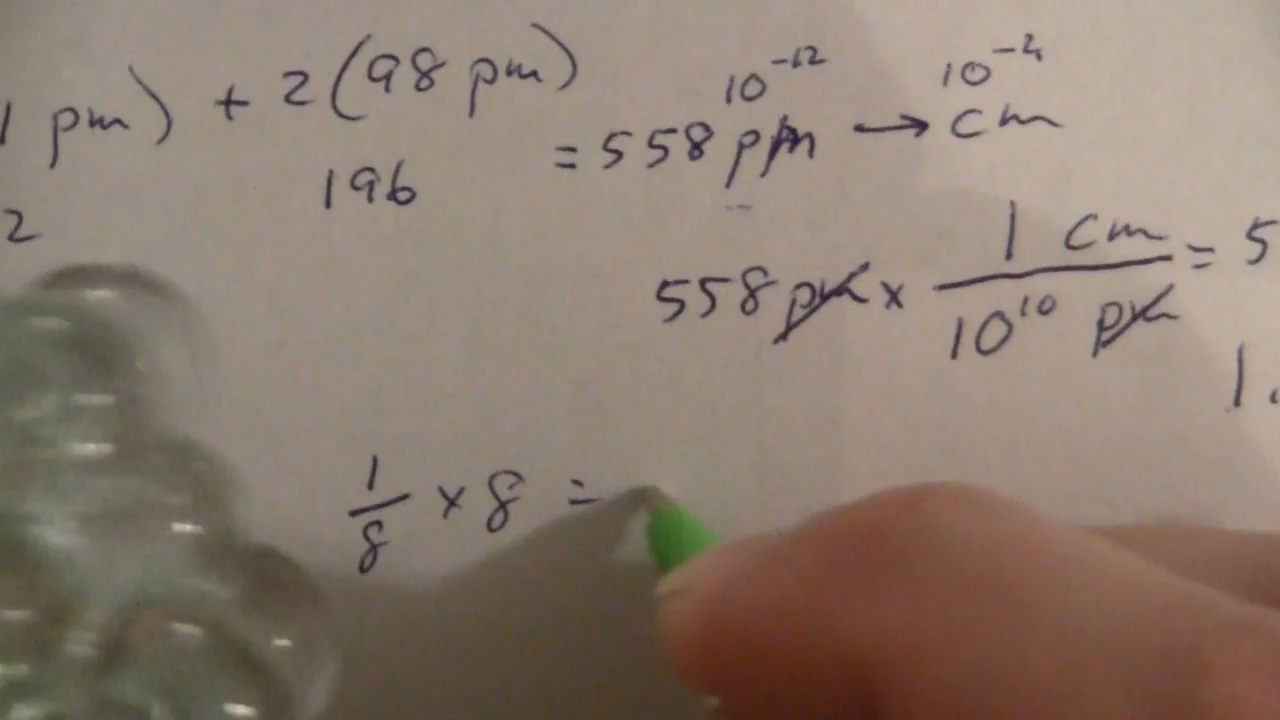 1 pm) + 2(98 pm) = 558 pm → cm
10⁻¹² 10⁻²
2 196
558 pm × 1 cm / 10¹⁰ pm = 5
1.
1/8 × 8 =